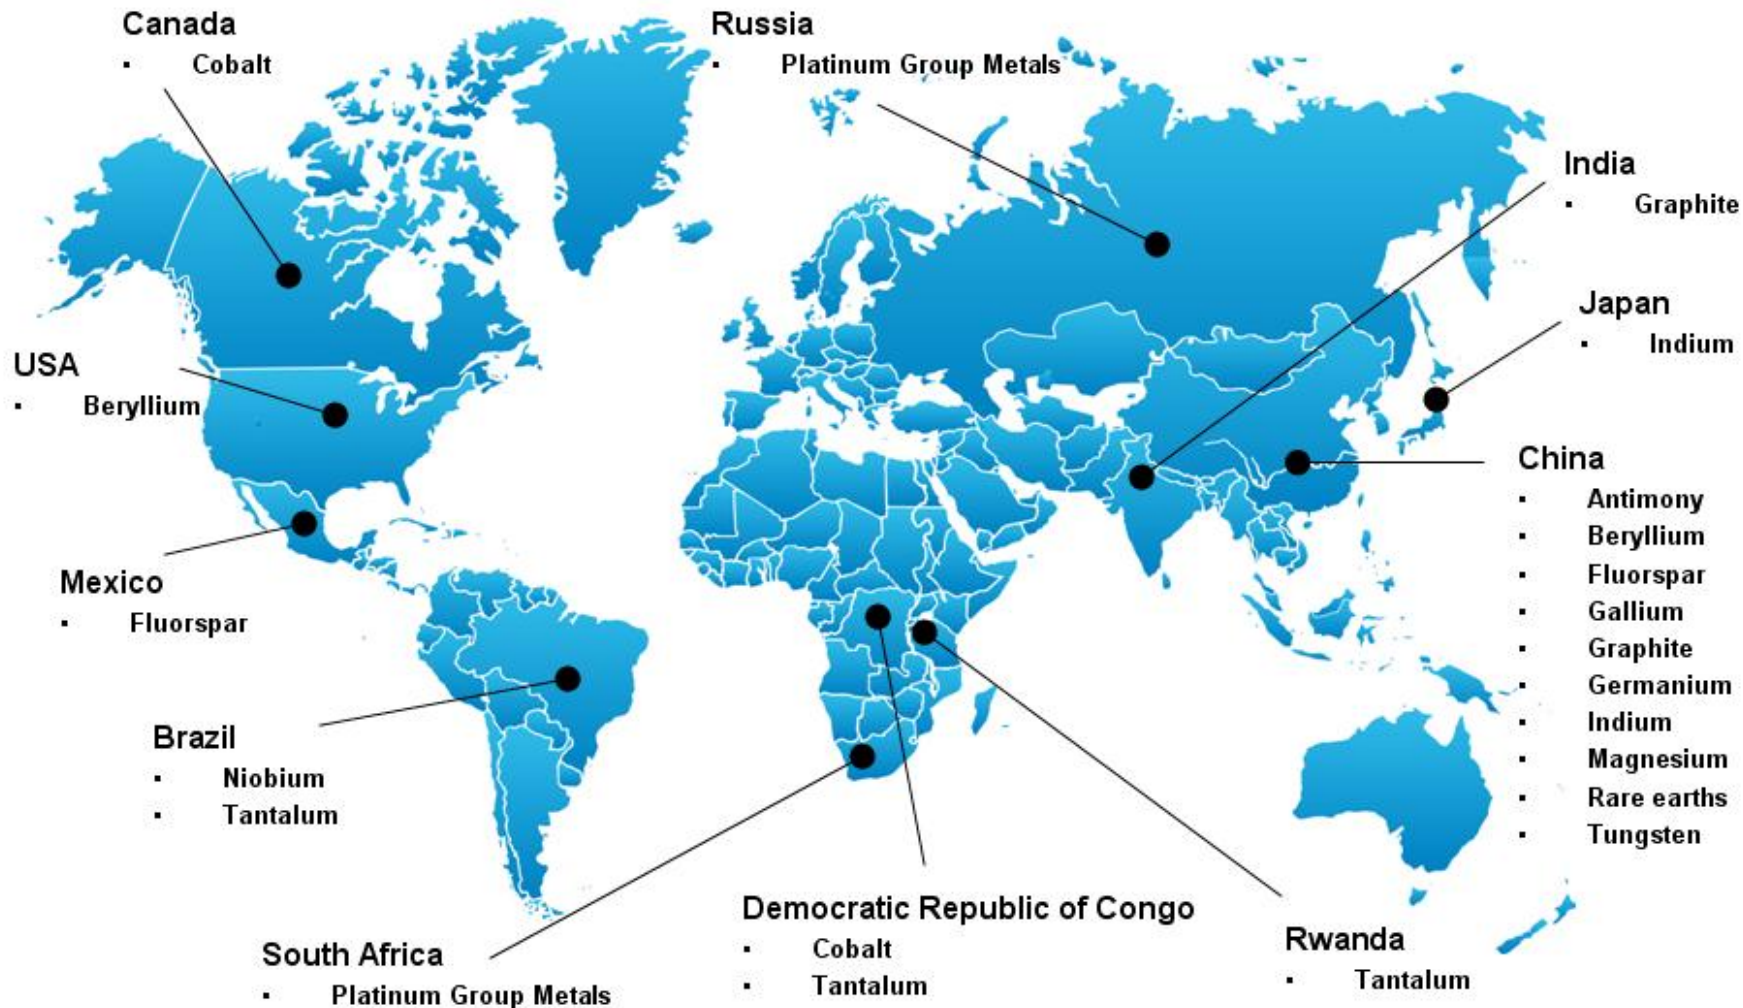 Canada
▪ Cobalt
Russia
▪ Platinum Group Metals
India
▪ Graphite
Japan
▪ Indium
USA
▪ Beryllium
China
▪ Antimony
▪ Beryllium
▪ Fluorspar
▪ Gallium
▪ Graphite
▪ Germanium
▪ Indium
▪ Magnesium
▪ Rare earths
▪ Tungsten
Mexico
▪ Fluorspar
Brazil
▪ Niobium
▪ Tantalum
South Africa
▪ Platinum Group Metals
Democratic Republic of Congo
▪ Cobalt
▪ Tantalum
Rwanda
▪ Tantalum